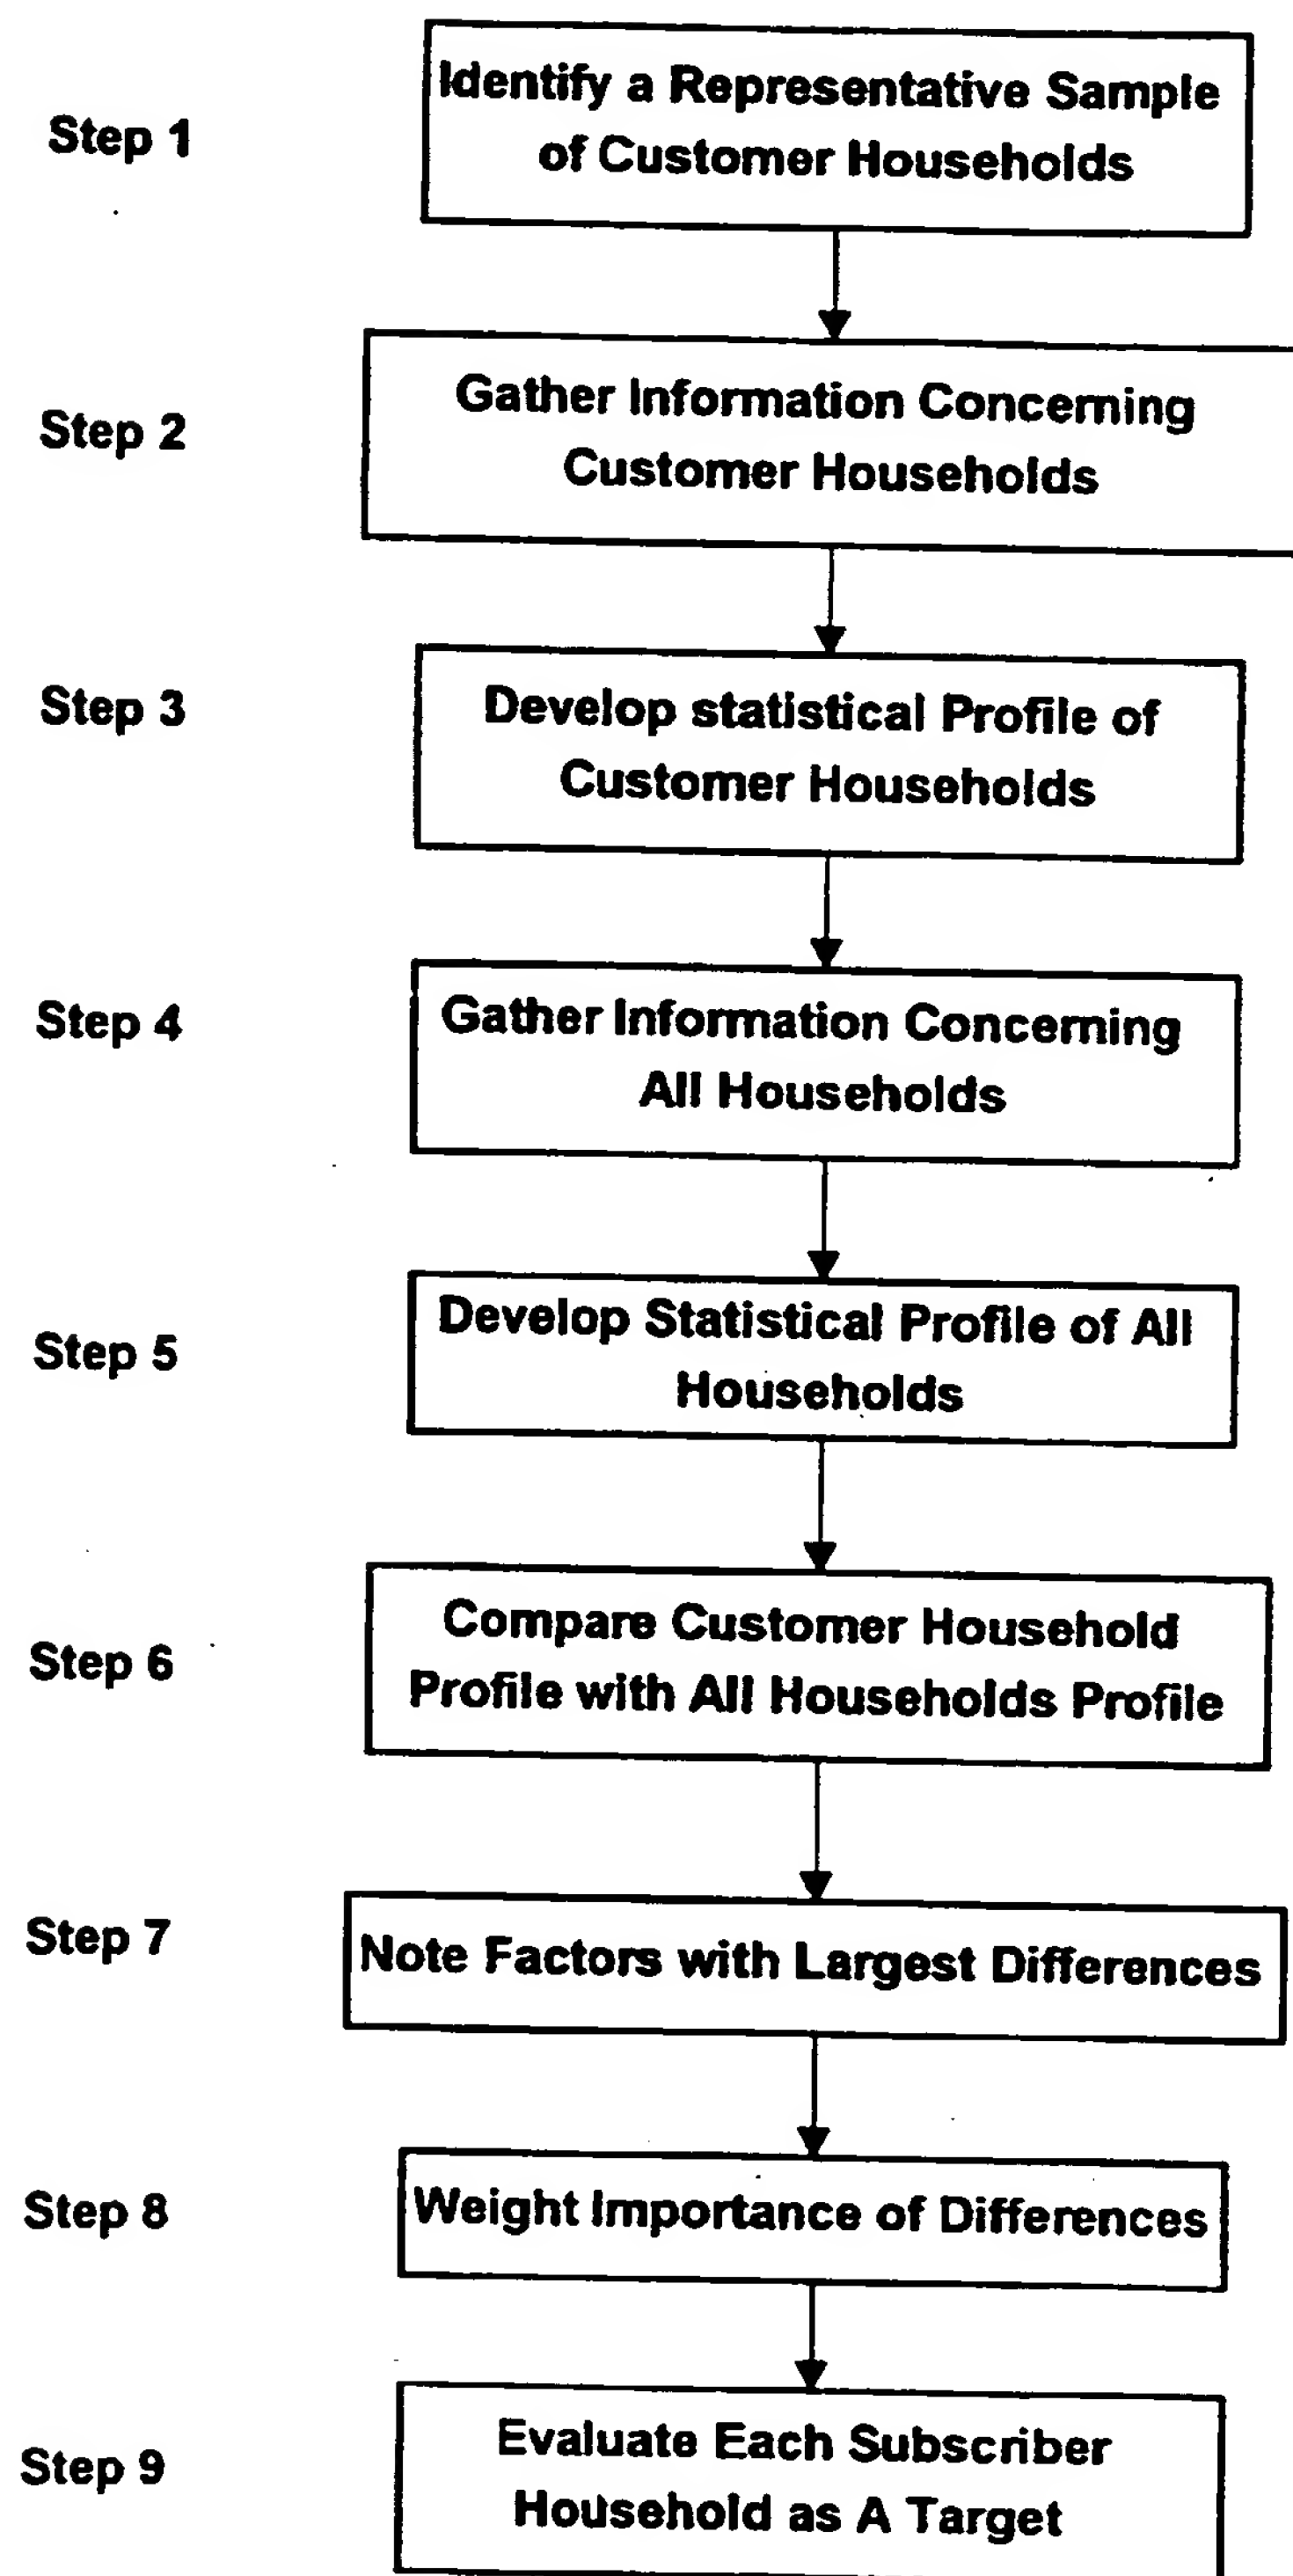 Step 1
Identify a Representative Sample
of Customer Households
Step 2
Gather Information Concerning
Customer Households
Step 3
Develop statistical Profile of
Customer Households
Step 4
Gather Information Concerning
All Households
Step 5
Develop Statistical Profile of All
Households
Step 6
Compare Customer Household
Profile with All Households Profile
Step 7
Note Factors with Largest Differences
Step 8
Weight Importance of Differences
Step 9
Evaluate Each Subscriber
Household as A Target